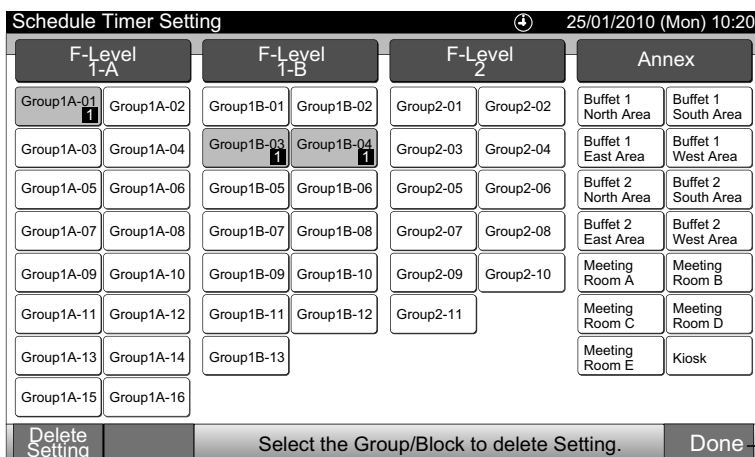 Schedule Timer Setting 25/01/2010 (Mon) 10:20
F-Level
1-A
F-Level
1-B
F-Level
2
Annex
Group1A-01
1
Group1A-02
Group1B-01
Group1B-02
Group2-01
Group2-02
Buffet 1
North Area
Buffet 1
South Area
Group1A-03
Group1A-04
Group1B-03
1
Group1B-04
1
Group2-03
Group2-04
Buffet 1
East Area
Buffet 1
West Area
Group1A-05
Group1A-06
Group1B-05
Group1B-06
Group2-05
Group2-06
Buffet 2
North Area
Buffet 2
South Area
Group1A-07
Group1A-08
Group1B-07
Group1B-08
Group2-07
Group2-08
Buffet 2
East Area
Buffet 2
West Area
Group1A-09
Group1A-10
Group1B-09
Group1B-10
Group2-09
Group2-10
Meeting
Room A
Meeting
Room B
Group1A-11
Group1A-12
Group1B-11
Group1B-12
Group2-11
Meeting
Room C
Meeting
Room D
Group1A-13
Group1A-14
Group1B-13
Meeting
Room E
Kiosk
Group1A-15
Group1A-16
Delete
Setting
Select the Group/Block to delete Setting.
Done